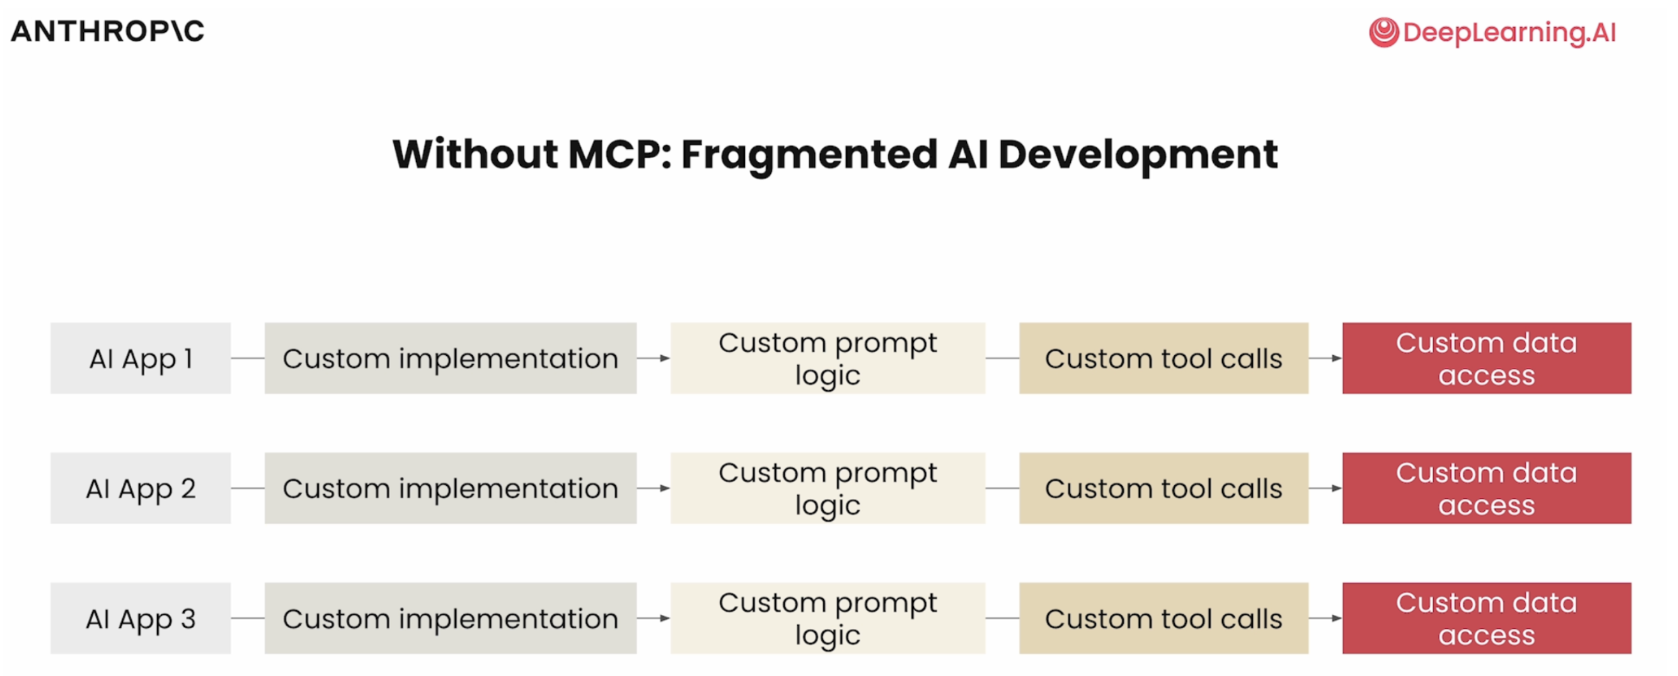 ANTHROP\C
DeepLearning.AI
Without MCP: Fragmented AI Development
AI App 1
Custom implementation
Custom prompt
logic
Custom tool calls
Custom data
access
AI App 2
Custom implementation
Custom prompt
logic
Custom tool calls
Custom data
access
AI App 3
Custom implementation
Custom prompt
logic
Custom tool calls
Custom data
access